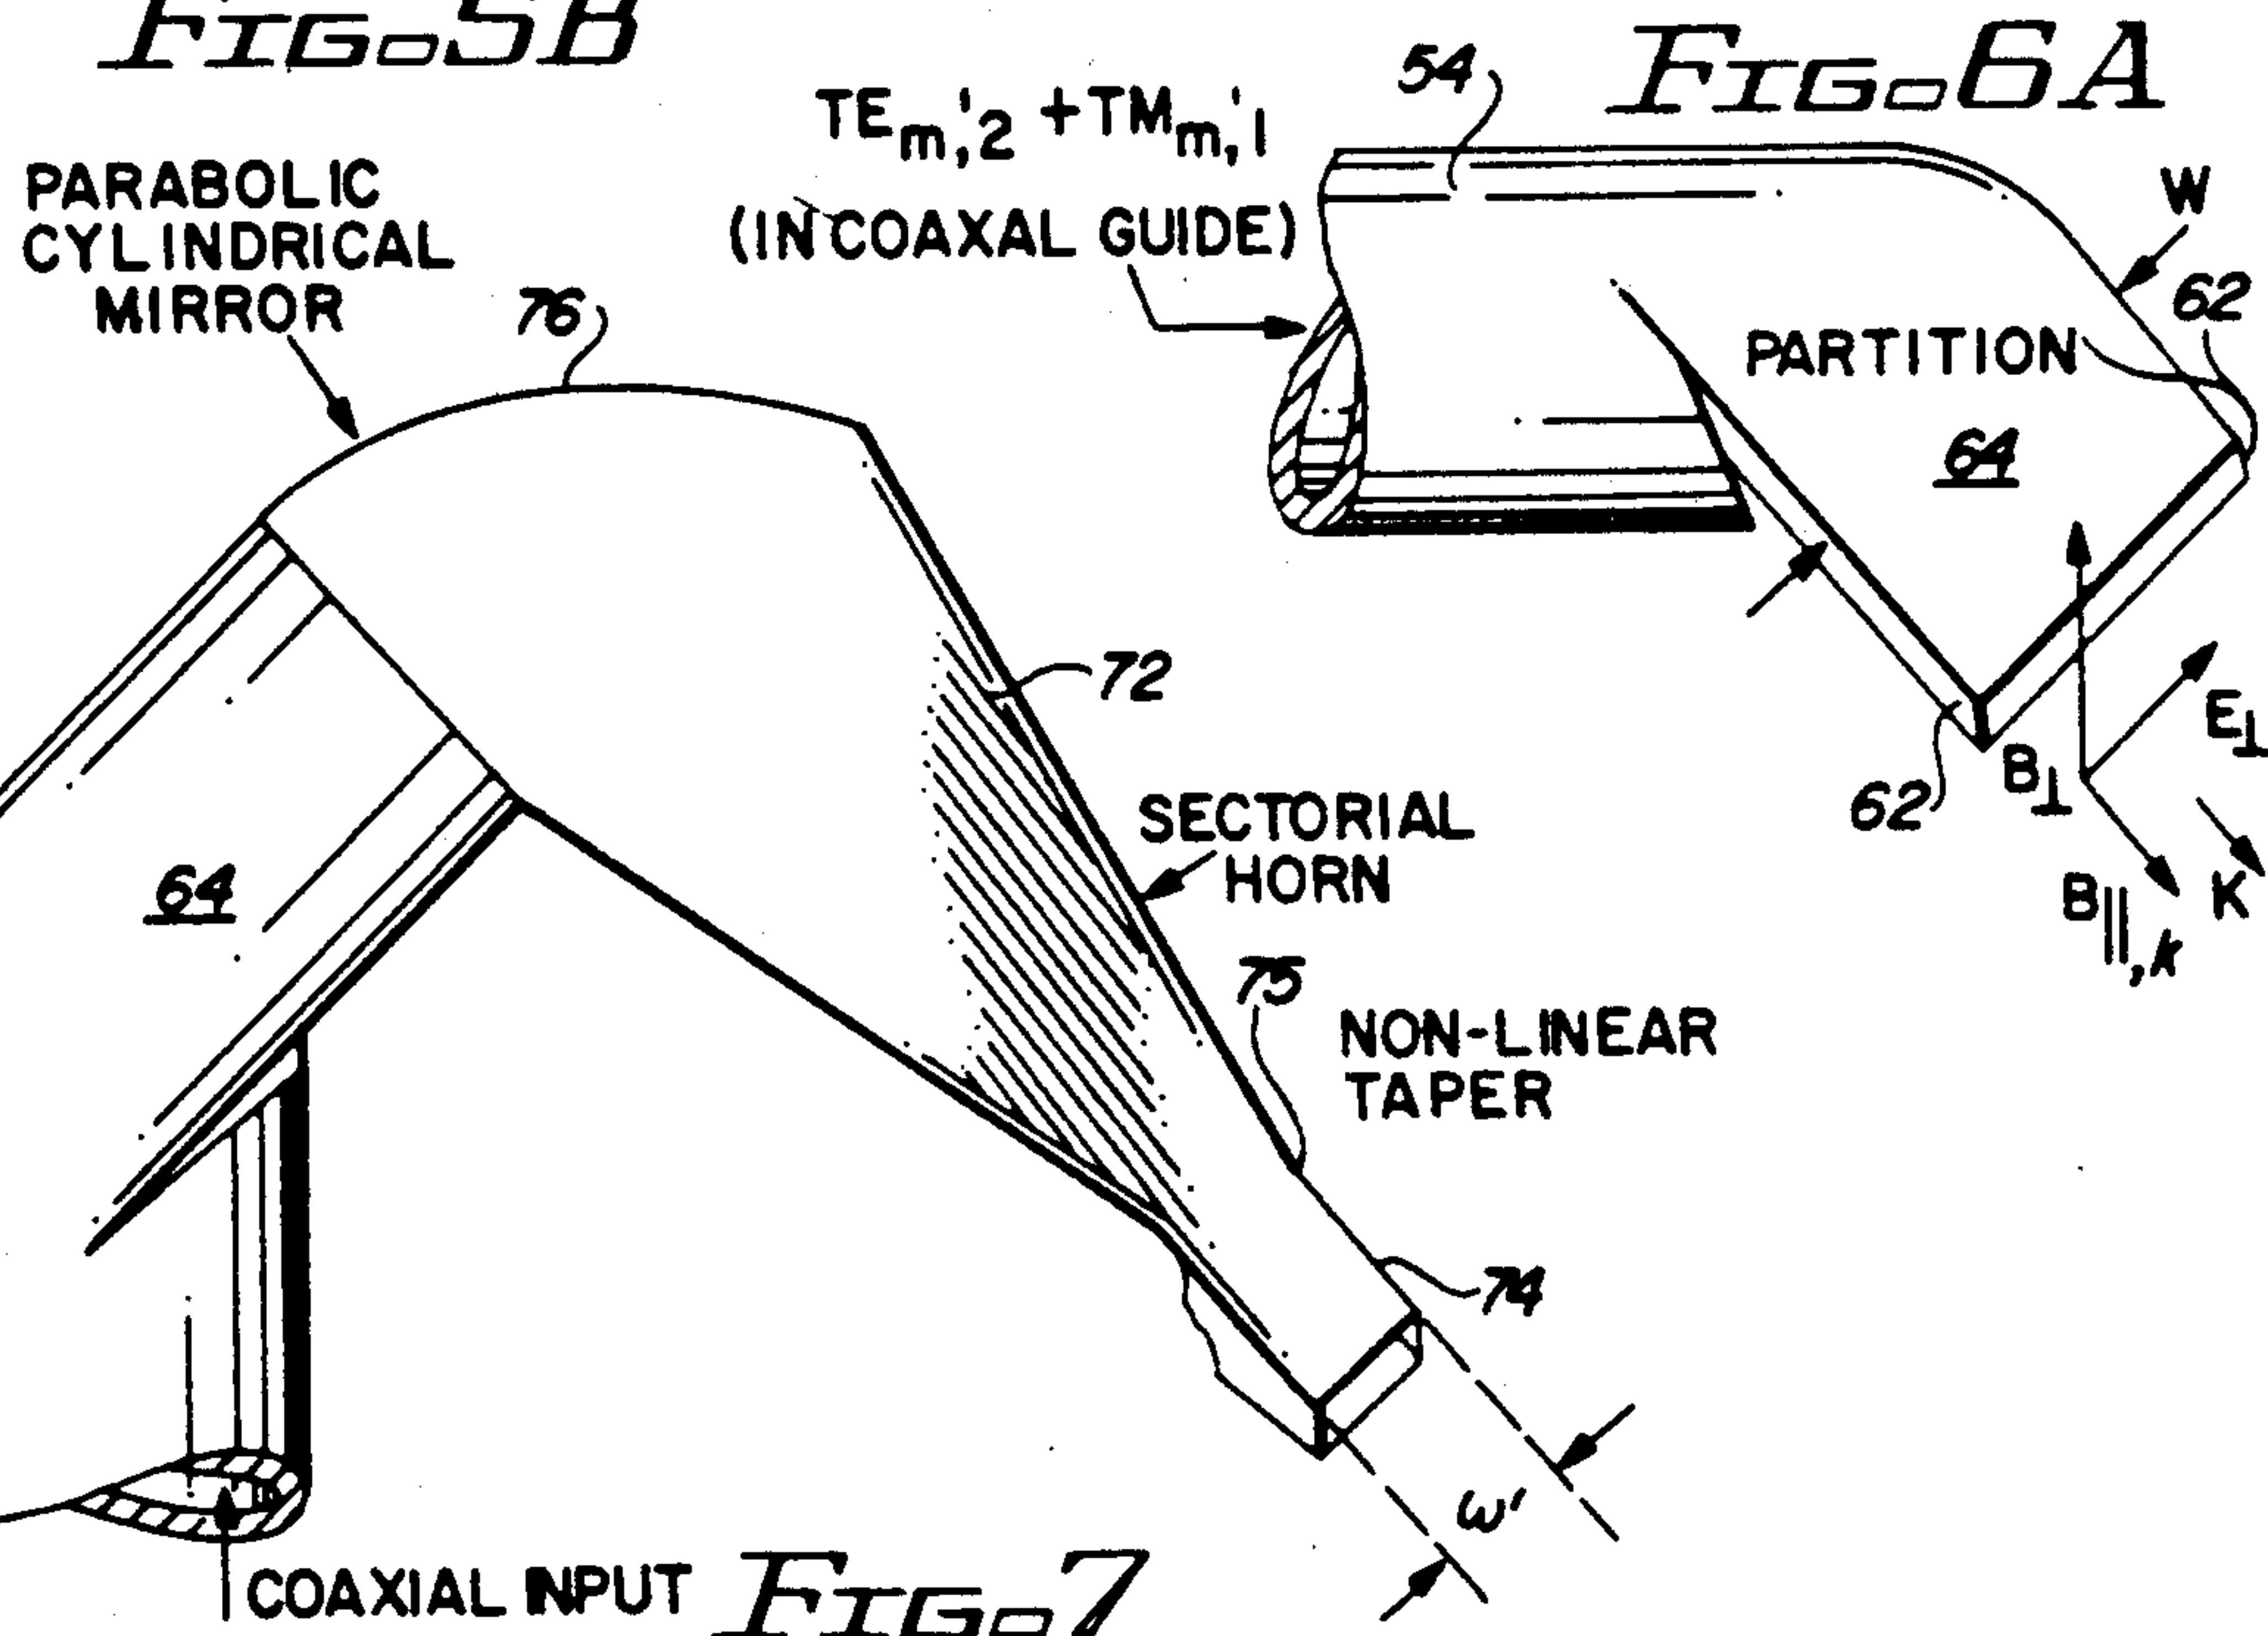 FIG. 5B
FIG. 6A
TEm,'2 + TMm,'1
(IN COAXAL GUIDE)
54
W
62
PARTITION
64
62
B⊥
E⊥
B||,k
K
PARABOLIC
CYLINDRICAL
MIRROR
76
72
SECTORIAL
HORN
64
75
NON-LINEAR
TAPER
74
W'
COAXIAL INPUT
FIG. 7